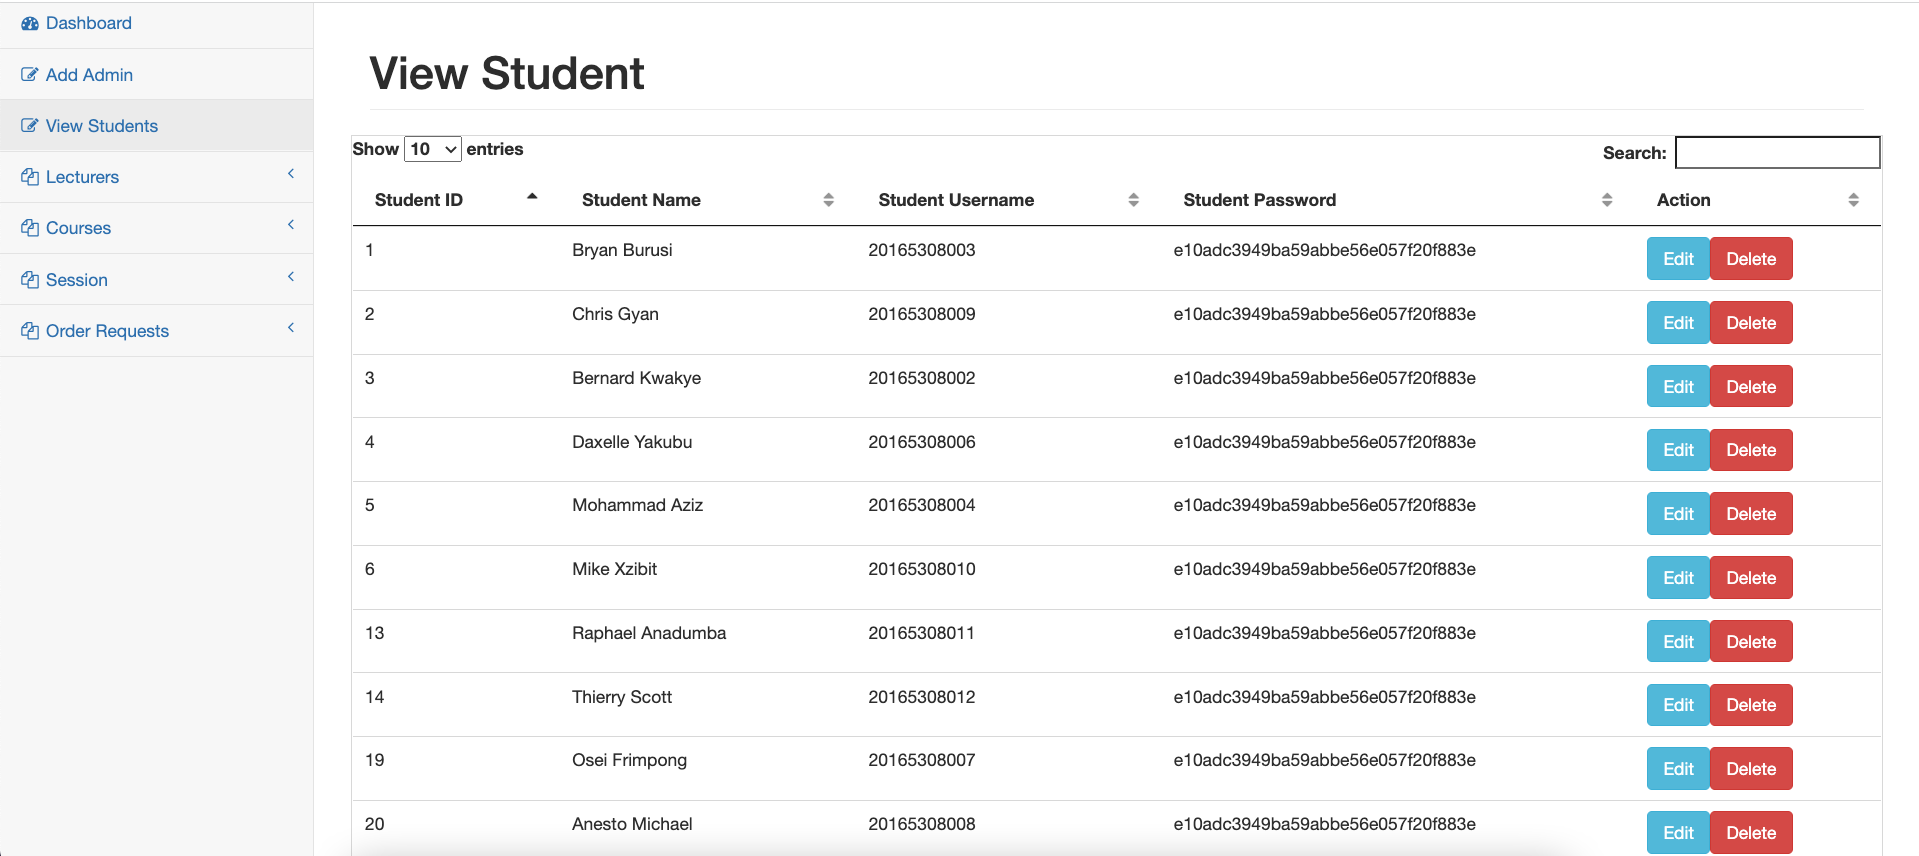 Dashboard
Add Admin
View Students
Lecturers
Courses
Session
Order Requests
View Student
Show 10 entries
Search:
Student ID Student Name Student Username Student Password Action
1 Bryan Burusi 20165308003 e10adc3949ba59abbe56e057f20f883e Edit Delete
2 Chris Gyan 20165308009 e10adc3949ba59abbe56e057f20f883e Edit Delete
3 Bernard Kwakye 20165308002 e10adc3949ba59abbe56e057f20f883e Edit Delete
4 Daxelle Yakubu 20165308006 e10adc3949ba59abbe56e057f20f883e Edit Delete
5 Mohammad Aziz 20165308004 e10adc3949ba59abbe56e057f20f883e Edit Delete
6 Mike Xzibit 20165308010 e10adc3949ba59abbe56e057f20f883e Edit Delete
13 Raphael Anadumba 20165308011 e10adc3949ba59abbe56e057f20f883e Edit Delete
14 Thierry Scott 20165308012 e10adc3949ba59abbe56e057f20f883e Edit Delete
19 Osei Frimpong 20165308007 e10adc3949ba59abbe56e057f20f883e Edit Delete
20 Anesto Michael 20165308008 e10adc3949ba59abbe56e057f20f883e Edit Delete